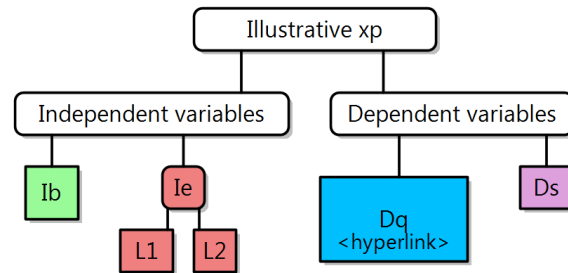 Illustrative xp
Independent variables
Dependent variables
Ib
Ie
Dq
<hyperlink>
Ds
L1
L2